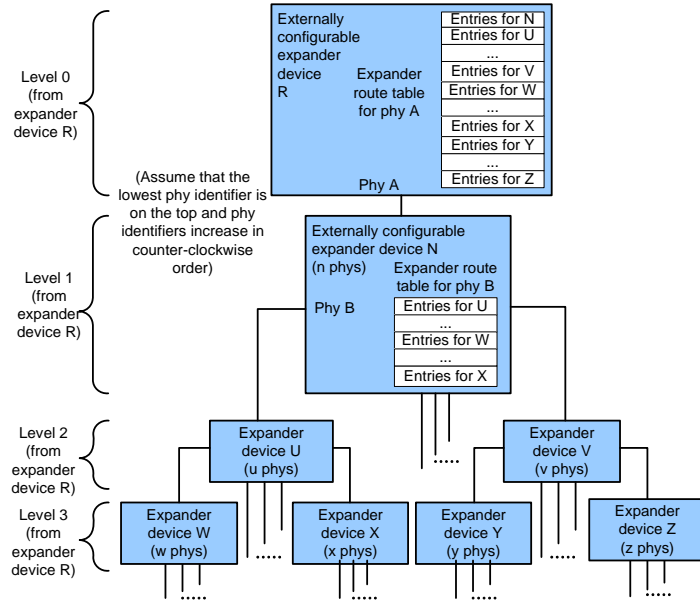 Level 0
(from
expander
device R)
Externally
configurable
expander
device
R
Expander
route table
for phy A
Entries for N
Entries for U
...
Entries for V
Entries for W
...
Entries for X
Entries for Y
...
Entries for Z
Phy A
(Assume that the
lowest phy identifier is
on the top and phy
identifiers increase in
counter-clockwise
order)
Level 1
(from
expander
device R)
Externally configurable
expander device N
(n phys)
Expander route
table for phy B
Phy B
Entries for U
...
Entries for W
...
Entries for X
Level 2
(from
expander
device R)
Expander
device U
(u phys)
.....
.....
Expander
device V
(v phys)
.....
Level 3
(from
expander
device R)
Expander
device W
(w phys)
.....
Expander
device X
(x phys)
.....
Expander
device Y
(y phys)
.....
Expander
device Z
(z phys)
.....